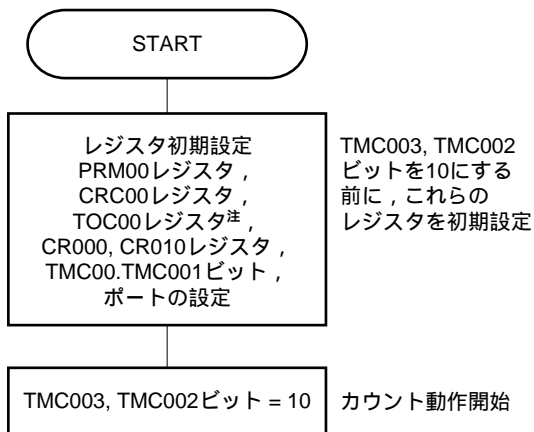 START
レジスタ初期設定
PRM00レジスタ，
CRC00レジスタ，
TOC00レジスタ注，
CR000, CR010レジスタ，
TMC00.TMC001ビット，
ポートの設定
TMC003, TMC002
ビットを10にする
前に，これらの
レジスタを初期設定
TMC003, TMC002ビット = 10
カウント動作開始